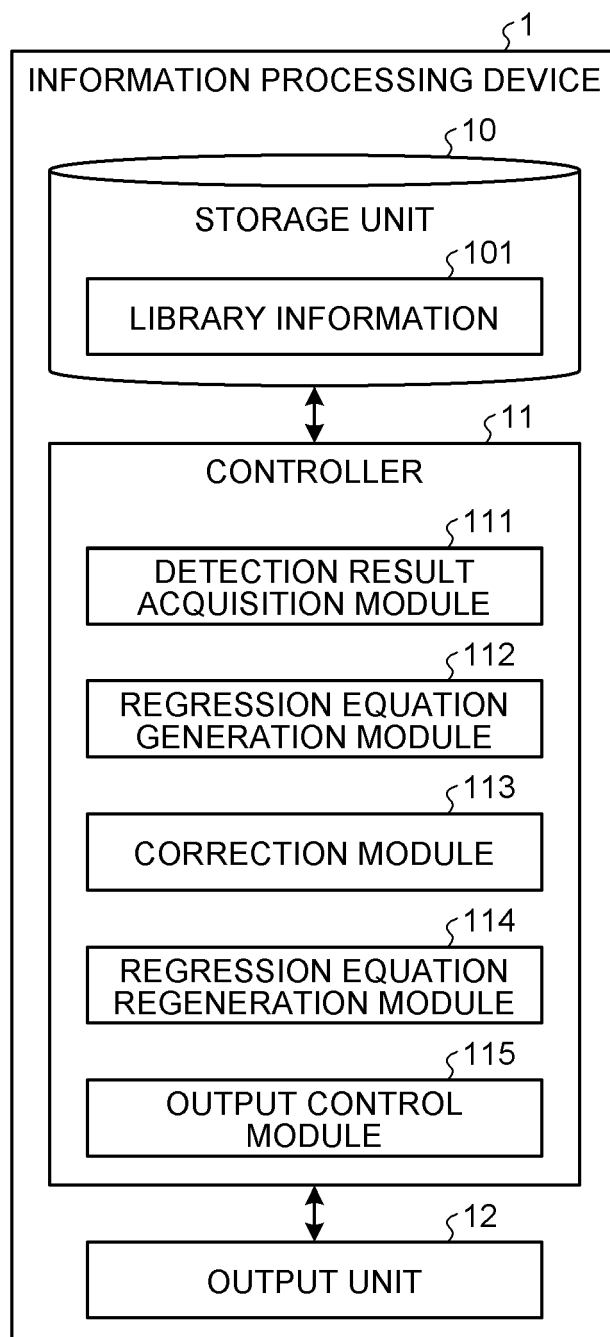 1
INFORMATION PROCESSING DEVICE
10
STORAGE UNIT
101
LIBRARY INFORMATION
11
CONTROLLER
111
DETECTION RESULT
ACQUISITION MODULE
112
REGRESSION EQUATION
GENERATION MODULE
113
CORRECTION MODULE
114
REGRESSION EQUATION
REGENERATION MODULE
115
OUTPUT CONTROL
MODULE
12
OUTPUT UNIT